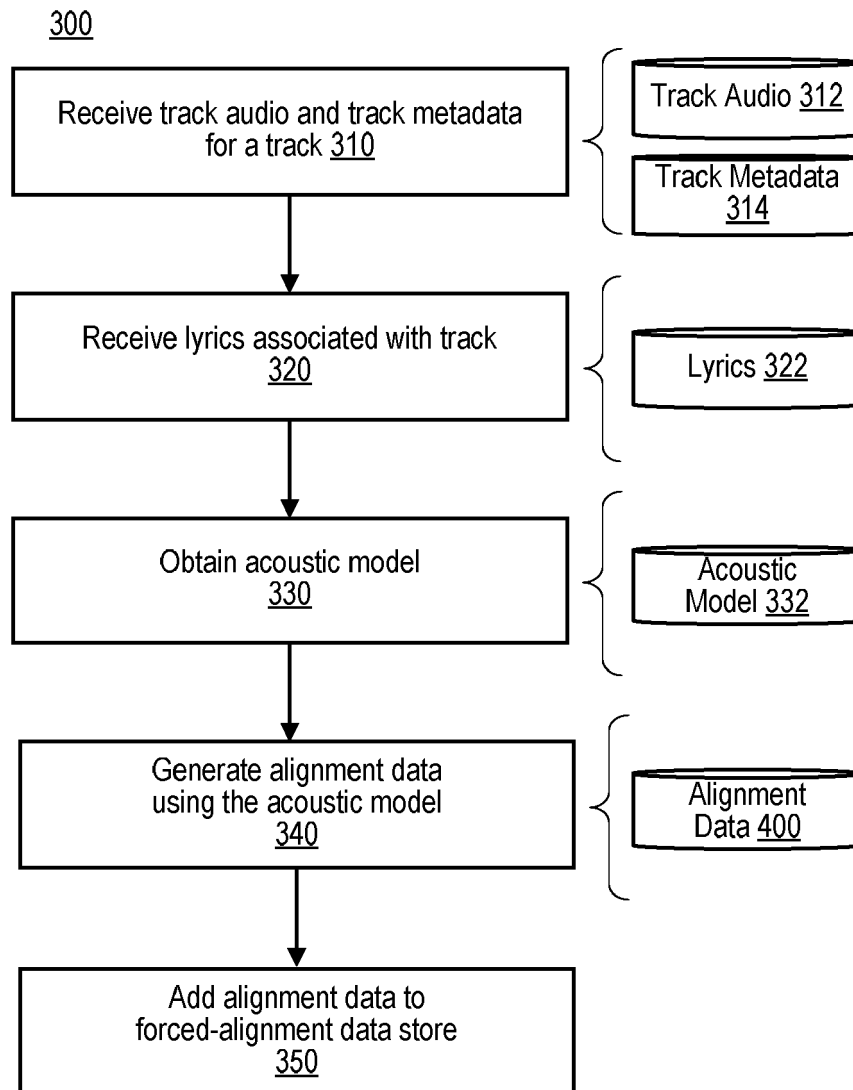 300
Receive track audio and track metadata
for a track 310
Track Audio 312
Track Metadata
314
Receive lyrics associated with track
320
Lyrics 322
Obtain acoustic model
330
Acoustic
Model 332
Generate alignment data
using the acoustic model
340
Alignment
Data 400
Add alignment data to
forced-alignment data store
350